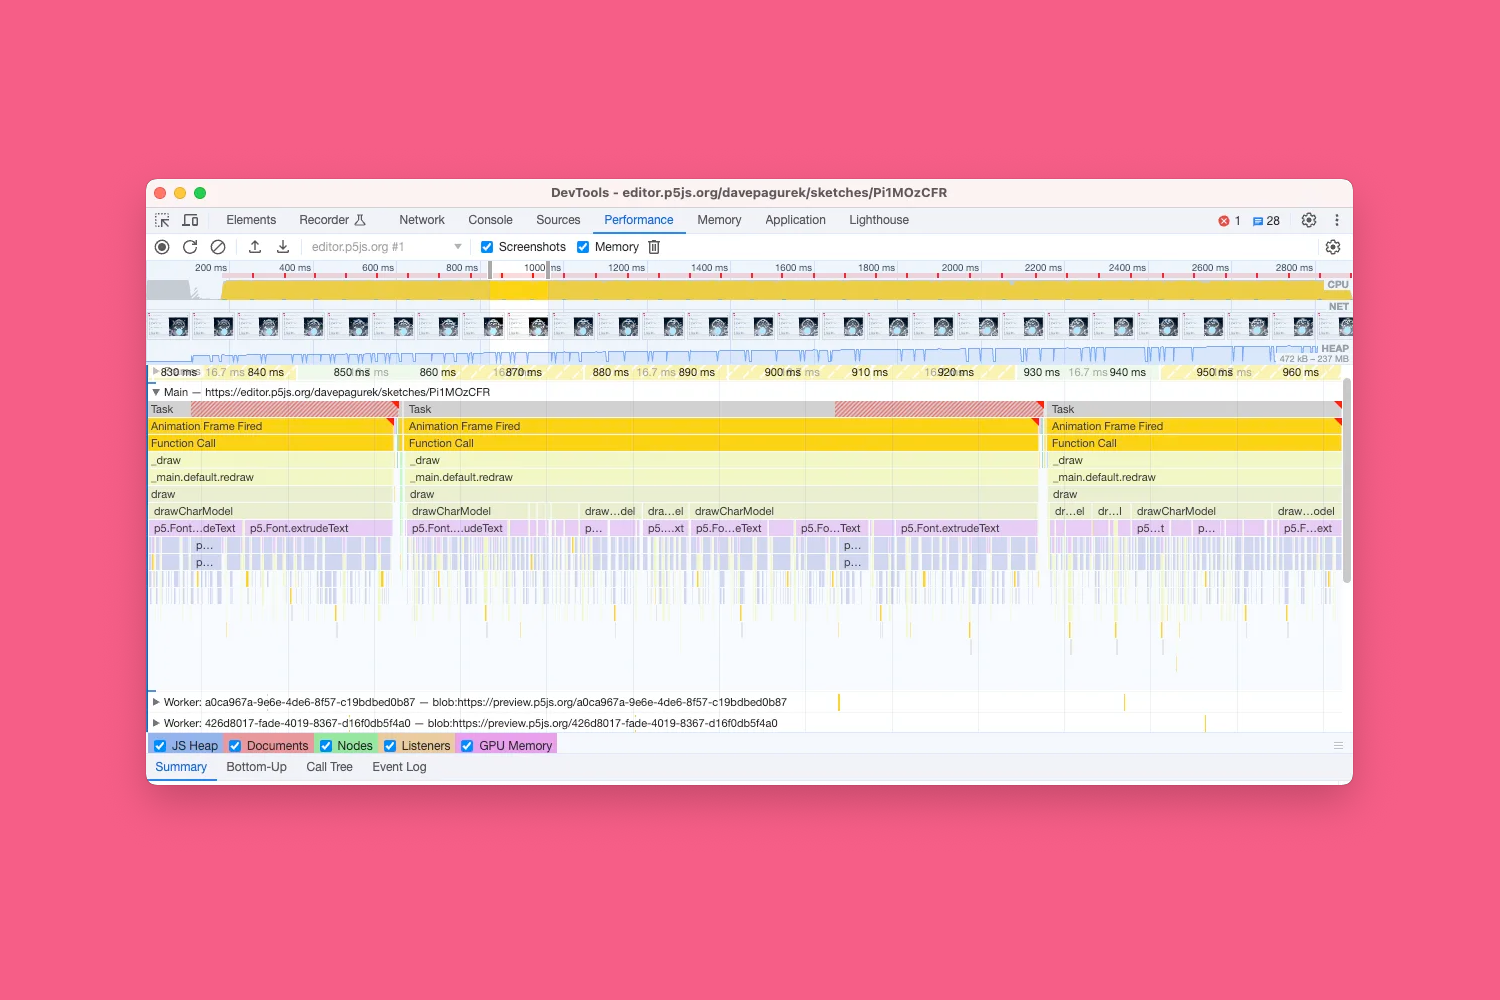 DevTools - editor.p5js.org/davepagurek/sketches/Pi1MOzCFR
Elements Recorder Network Console Sources Performance Memory Application Lighthouse 1 28
editor.p5js.org #1 Screenshots Memory
200 ms 400 ms 600 ms 800 ms 1000 ms 1200 ms 1400 ms 1600 ms 1800 ms 2000 ms 2200 ms 2400 ms 2600 ms 2800 ms
CPU
NET
HEAP
472 kB – 237 MB
830 ms 16.7 ms 840 ms 850 ms 860 ms 870 ms 880 ms 16.7 ms 890 ms 900 ms 910 ms 920 ms 930 ms 16.7 ms 940 ms 950 ms 960 ms
Main — https://editor.p5js.org/davepagurek/sketches/Pi1MOzCFR
Task Task Task
Animation Frame Fired Animation Frame Fired Animation Frame Fired
Function Call Function Call Function Call
_draw _draw _draw
_main.default.redraw _main.default.redraw _main.default.redraw
draw draw draw
drawCharModel drawCharModel draw…del dra…el drawCharModel dr…el dr…l drawCharModel draw…odel
p5.Font…deText p5.Font.extrudeText p5.Font.…udeText p… p5.…xt p5.Fo…eText p5.Fo…Text p5.Font.extrudeText p5…t p… p5.F…ext
p… p…
p… p…
Worker: a0ca967a-9e6e-4de6-8f57-c19bdbed0b87 — blob:https://preview.p5js.org/a0ca967a-9e6e-4de6-8f57-c19bdbed0b87
Worker: 426d8017-fade-4019-8367-d16f0db5f4a0 — blob:https://preview.p5js.org/426d8017-fade-4019-8367-d16f0db5f4a0
JS Heap Documents Nodes Listeners GPU Memory
Summary Bottom-Up Call Tree Event Log